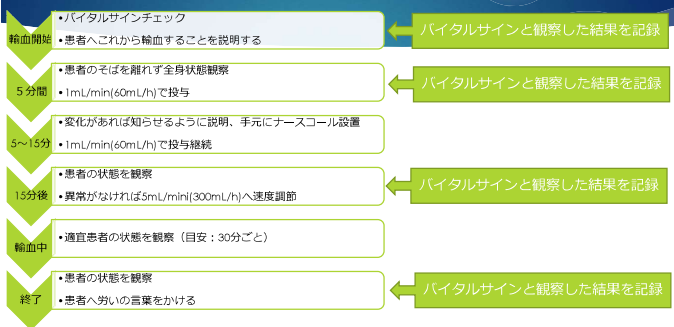 輸血開始
•バイタルサインチェック
•患者へこれから輸血することを説明する
バイタルサインと観察した結果を記録
5分間
•患者のそばを離れず全身状態観察
•1mL/min(60mL/h)で投与
バイタルサインと観察した結果を記録
5～15分
•変化があれば知らせるように説明、手元にナースコール設置
•1mL/min(60mL/h)で投与継続
15分後
•患者の状態を観察
•異常がなければ5mL/mini(300mL/h)へ速度調節
バイタルサインと観察した結果を記録
輸血中
•適宜患者の状態を観察（目安：30分ごと）
終了
•患者の状態を観察
•患者へ労いの言葉をかける
バイタルサインと観察した結果を記録